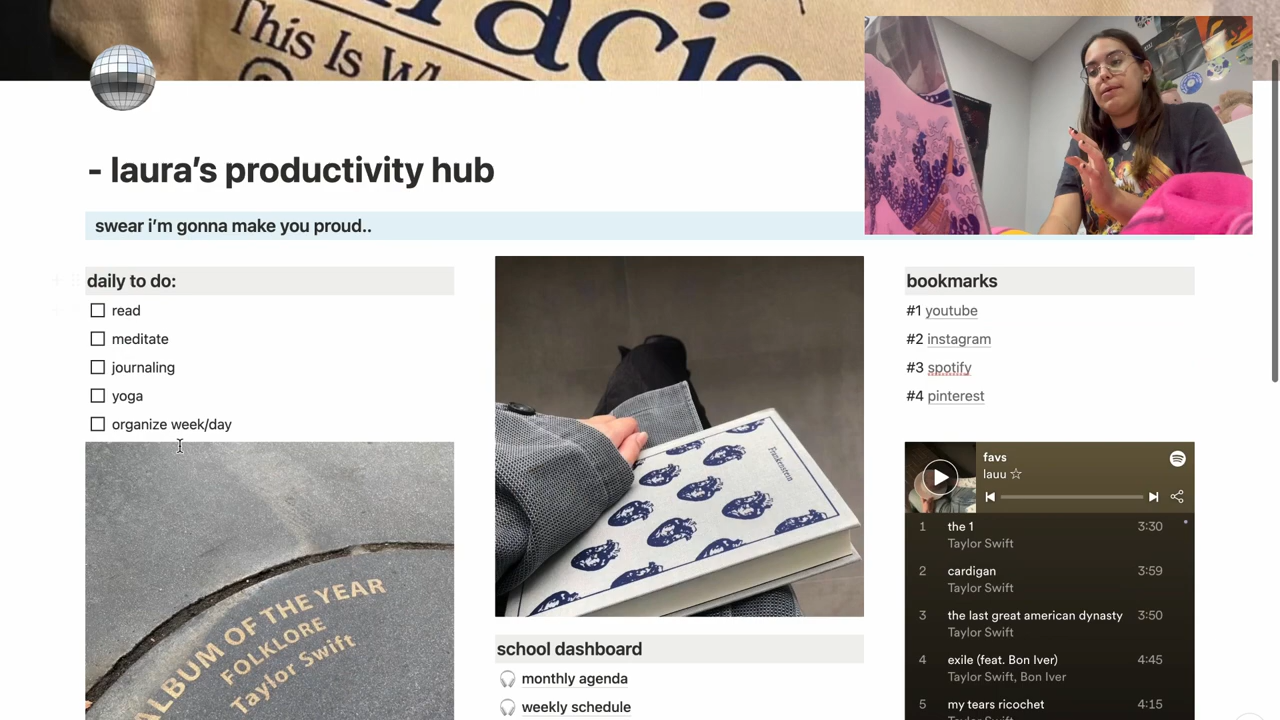 This Is Wh
- laura's productivity hub
swear i'm gonna make you proud..
daily to do:
read
meditate
journaling
yoga
organize week/day
ALBUM OF THE YEAR
FOLKLORE
Taylor Swift
Frankenstein
school dashboard
monthly agenda
weekly schedule
bookmarks
#1 youtube
#2 instagram
#3 spotify
#4 pinterest
favs
lauu ☆
1 the 1 3:30
Taylor Swift
2 cardigan 3:59
Taylor Swift
3 the last great american dynasty 3:50
Taylor Swift
4 exile (feat. Bon Iver) 4:45
Taylor Swift, Bon Iver
5 my tears ricochet 4:15